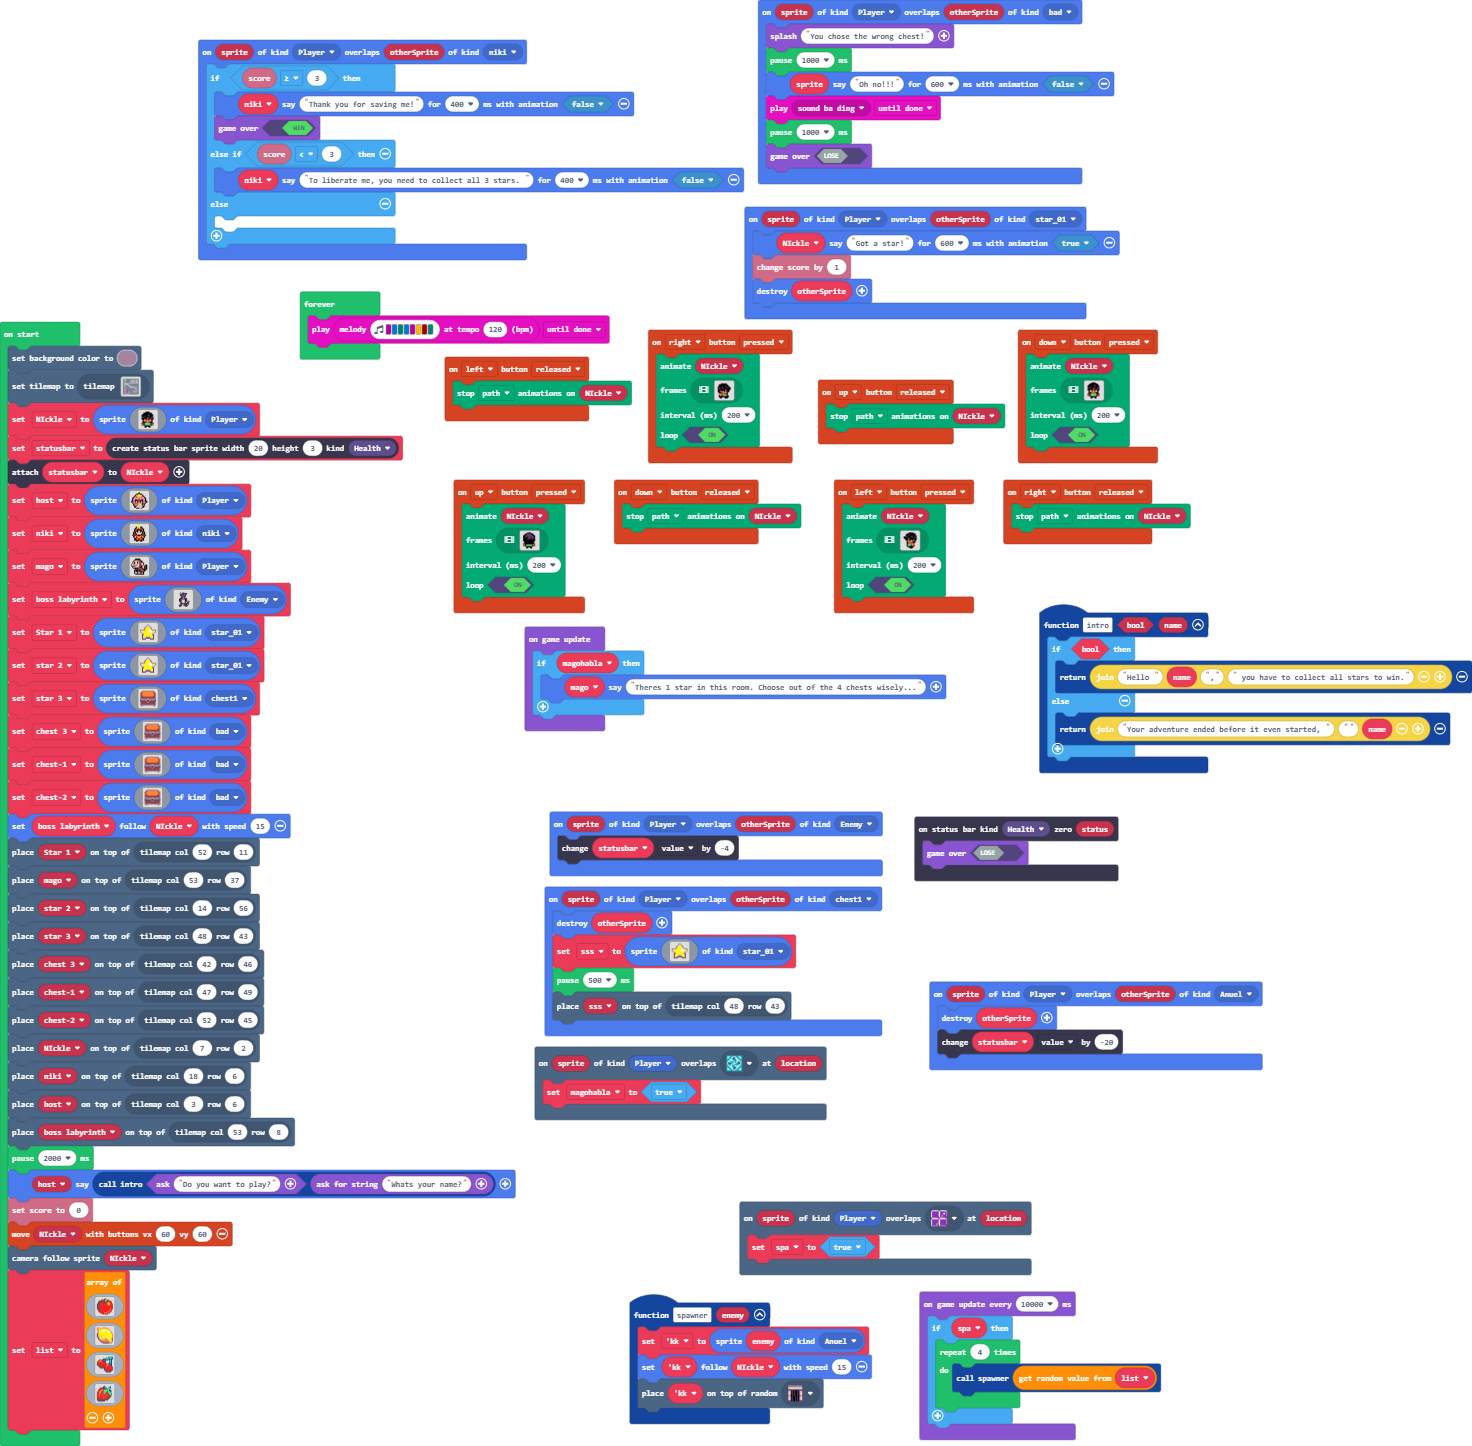 on sprite of kind Player overlaps otherSprite of kind bad
splash "You chose the wrong chest!"
pause 1000 ms
sprite say "Oh no!!!" for 600 ms with animation false
play sound ba ding until done
pause 1000 ms
game over LOSE
on sprite of kind Player overlaps otherSprite of kind niki
if score ≥ 3 then
niki say "Thank you for saving me!" for 400 ms with animation false
game over WIN
else if score < 3 then
niki say "To liberate me, you need to collect all 3 stars. " for 400 ms with animation false
else
on sprite of kind Player overlaps otherSprite of kind star_01
NIckle say "Got a star!" for 600 ms with animation true
change score by 1
destroy otherSprite
forever
play melody at tempo 120 (bpm) until done
on left button released
stop path animations on NIckle
on right button pressed
animate NIckle
frames
interval (ms) 200
loop ON
on up button released
stop path animations on NIckle
on down button pressed
animate NIckle
frames
interval (ms) 200
loop ON
on up button pressed
animate NIckle
frames
interval (ms) 200
loop ON
on down button released
stop path animations on NIckle
on left button pressed
animate NIckle
frames
interval (ms) 200
loop ON
on right button released
stop path animations on NIckle
on start
set background color to
set tilemap to tilemap
set NIckle to sprite of kind Player
set statusbar to create status bar sprite width 20 height 3 kind Health
attach statusbar to NIckle
set host to sprite of kind Player
set niki to sprite of kind niki
set mago to sprite of kind Player
set boss labyrinth to sprite of kind Enemy
set Star 1 to sprite of kind star_01
set star 2 to sprite of kind star_01
set star 3 to sprite of kind chest1
set chest 3 to sprite of kind bad
set chest-1 to sprite of kind bad
set chest-2 to sprite of kind bad
set boss labyrinth follow NIckle with speed 15
place Star 1 on top of tilemap col 52 row 11
place mago on top of tilemap col 53 row 37
place star 2 on top of tilemap col 14 row 56
place star 3 on top of tilemap col 48 row 43
place chest 3 on top of tilemap col 42 row 46
place chest-1 on top of tilemap col 47 row 49
place chest-2 on top of tilemap col 52 row 45
place NIckle on top of tilemap col 7 row 2
place niki on top of tilemap col 18 row 6
place host on top of tilemap col 3 row 6
place boss labyrinth on top of tilemap col 53 row 8
pause 2000 ms
host say call intro ask "Do you want to play?" ask for string "Whats your name?"
set score to 0
move NIckle with buttons vx 60 vy 60
camera follow sprite NIckle
set list to array of
on game update
if magohabla then
mago say "Theres 1 star in this room. Choose out of the 4 chests wisely..."
function intro bool name
if bool then
return join "Hello " name "," " you have to collect all stars to win."
else
return join "Your adventure ended before it even started, " " " name
on sprite of kind Player overlaps otherSprite of kind Enemy
change statusbar value by -4
on status bar kind Health zero status
game over LOSE
on sprite of kind Player overlaps otherSprite of kind chest1
destroy otherSprite
set sss to sprite of kind star_01
pause 500 ms
place sss on top of tilemap col 48 row 43
on sprite of kind Player overlaps otherSprite of kind Anuel
destroy otherSprite
change statusbar value by -20
on sprite of kind Player overlaps at location
set magohabla to true
on sprite of kind Player overlaps at location
set spa to true
function spawner enemy
set 'kk to sprite enemy of kind Anuel
set 'kk follow NIckle with speed 15
place 'kk on top of random
on game update every 10000 ms
if spa then
repeat 4 times
do call spawner get random value from list